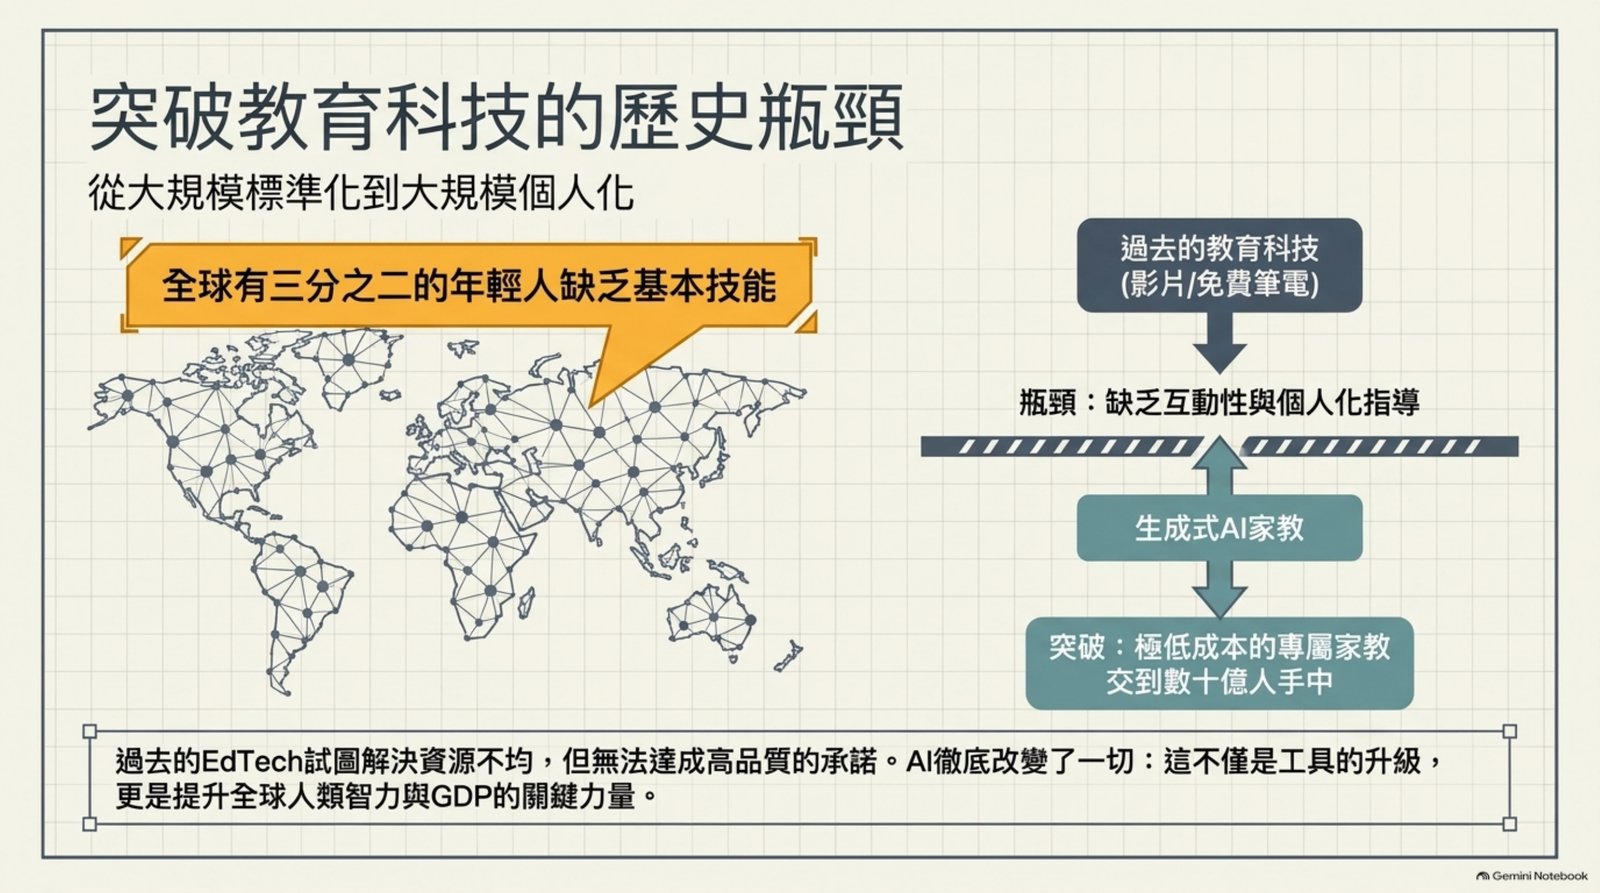 突破教育科技的歷史瓶頸
從大規模標準化到大規模個人化
全球有三分之二的年輕人缺乏基本技能
過去的教育科技
(影片/免費筆電)
瓶頸：缺乏互動性與個人化指導
生成式AI家教
突破：極低成本的專屬家教
交到數十億人手中
過去的EdTech試圖解決資源不均，但無法達成高品質的承諾。AI徹底改變了一切：這不僅是工具的升級，
更是提升全球人類智力與GDP的關鍵力量。
Gemini Notebook